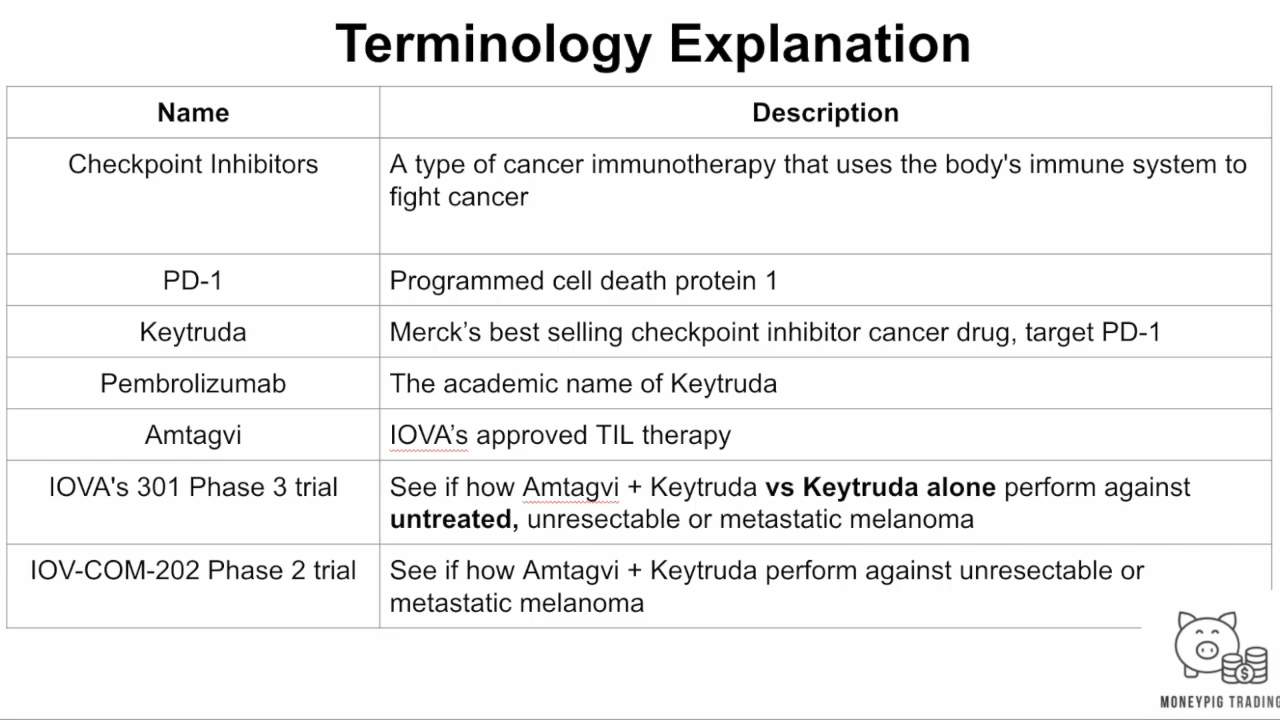 Terminology Explanation
Name
Description
Checkpoint Inhibitors
A type of cancer immunotherapy that uses the body's immune system to
fight cancer
PD-1
Programmed cell death protein 1
Keytruda
Merck’s best selling checkpoint inhibitor cancer drug, target PD-1
Pembrolizumab
The academic name of Keytruda
Amtagvi
IOVA’s approved TIL therapy
IOVA's 301 Phase 3 trial
See if how Amtagvi + Keytruda vs Keytruda alone perform against
untreated, unresectable or metastatic melanoma
IOV-COM-202 Phase 2 trial
See if how Amtagvi + Keytruda perform against unresectable or
metastatic melanoma
$
MONEYPIG TRADING